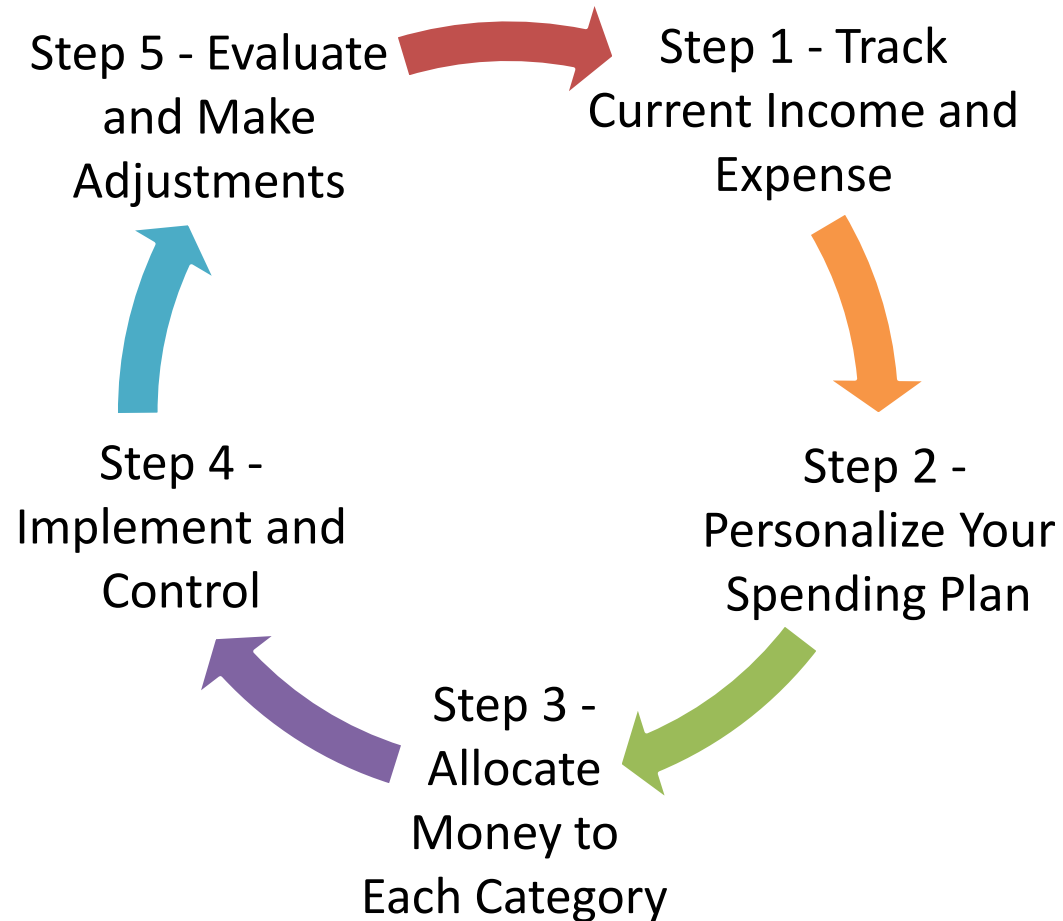 Step 1 - Track
Current Income and
Expense
Step 2 -
Personalize Your
Spending Plan
Step 3 -
Allocate
Money to
Each Category
Step 4 -
Implement and
Control
Step 5 - Evaluate
and Make
Adjustments